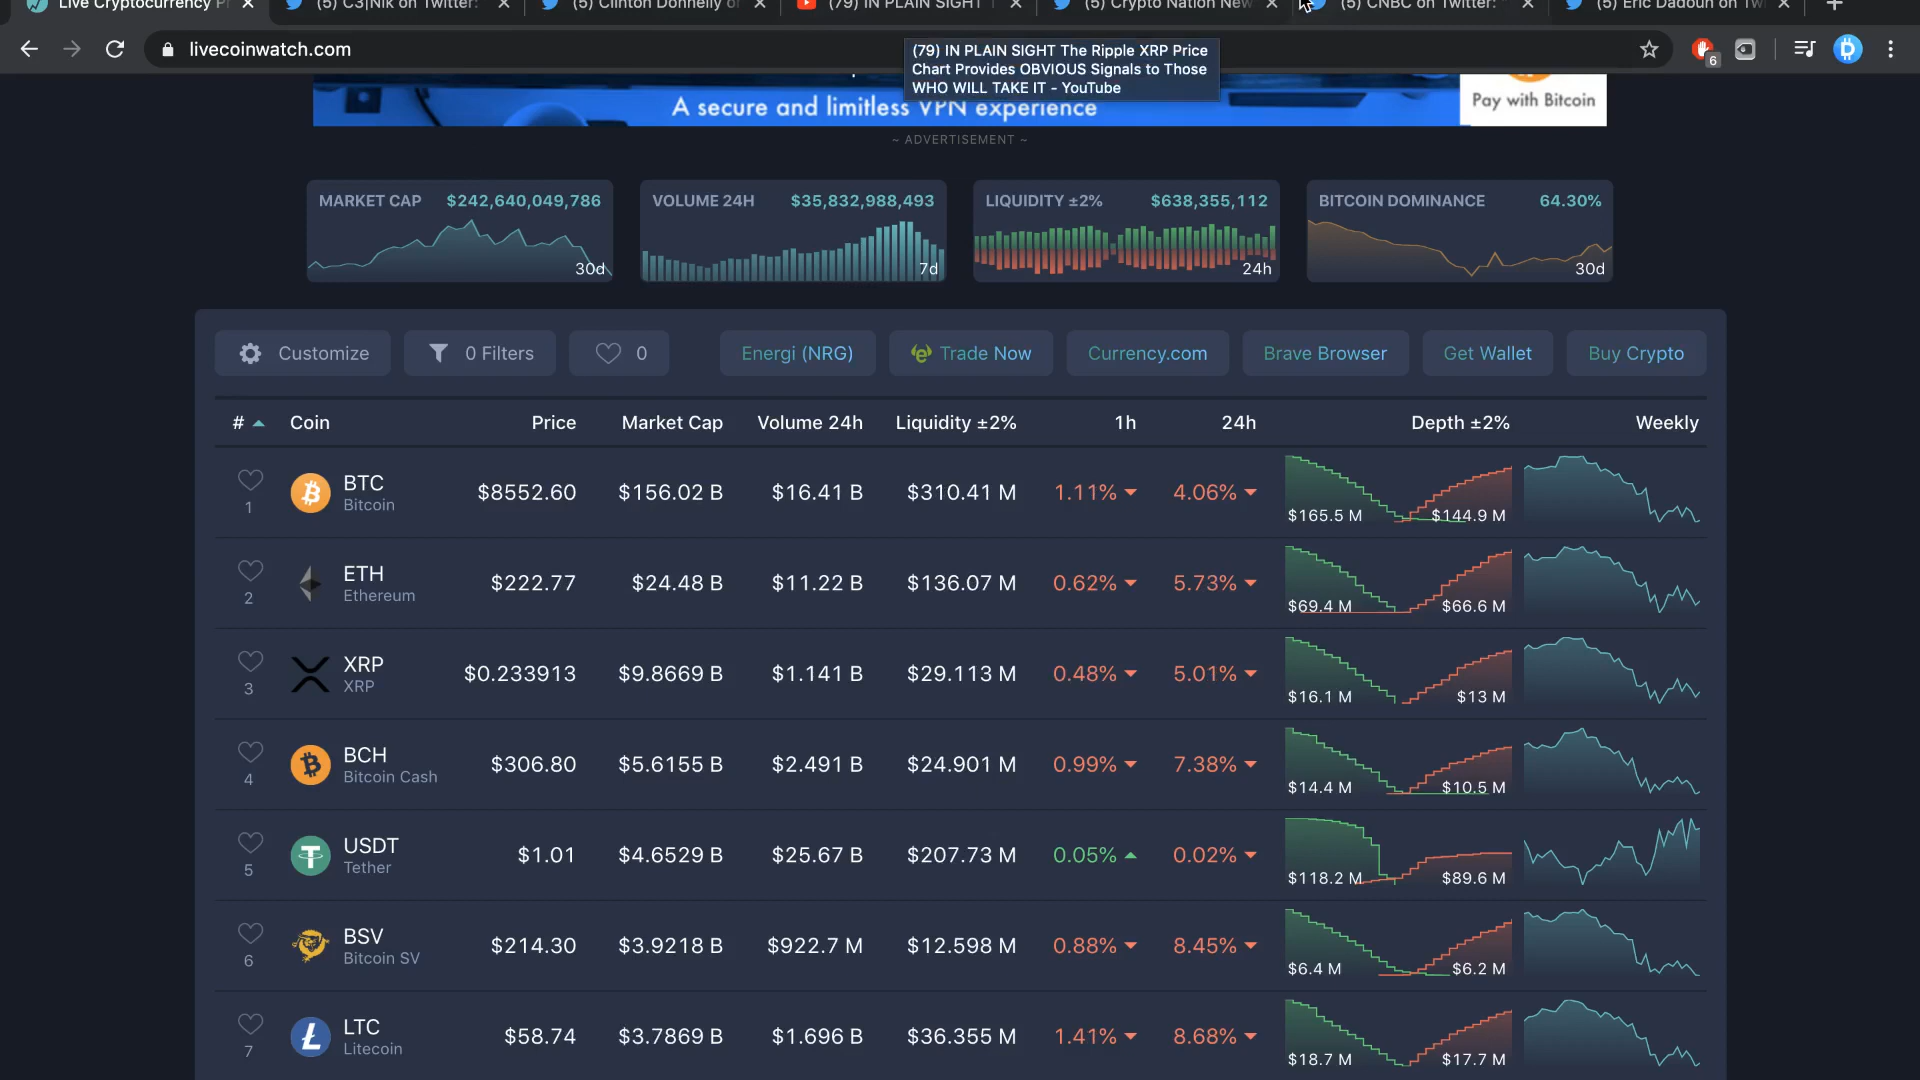 Live Cryptocurrency Pr
(5) C3|Nik on Twitter:
(5) Clinton Donnelly on
(79) IN PLAIN SIGHT T
(5) Crypto Nation New
(5) CNBC on Twitter: "
(5) Eric Dadoun on Twi
livecoinwatch.com
6
(79) IN PLAIN SIGHT The Ripple XRP Price
Chart Provides OBVIOUS Signals to Those
WHO WILL TAKE IT - YouTube
A secure and limitless VPN experience
Pay with Bitcoin
~ ADVERTISEMENT ~
MARKET CAP $242,640,049,786
30d
VOLUME 24H $35,832,988,493
7d
LIQUIDITY ±2% $638,355,112
24h
BITCOIN DOMINANCE 64.30%
30d
Customize 0 Filters 0 Energi (NRG) Trade Now Currency.com Brave Browser Get Wallet Buy Crypto
# Coin Price Market Cap Volume 24h Liquidity ±2% 1h 24h Depth ±2% Weekly
1 BTC Bitcoin $8552.60 $156.02 B $16.41 B $310.41 M 1.11% 4.06% $165.5 M $144.9 M
2 ETH Ethereum $222.77 $24.48 B $11.22 B $136.07 M 0.62% 5.73% $69.4 M $66.6 M
3 XRP XRP $0.233913 $9.8669 B $1.141 B $29.113 M 0.48% 5.01% $16.1 M $13 M
4 BCH Bitcoin Cash $306.80 $5.6155 B $2.491 B $24.901 M 0.99% 7.38% $14.4 M $10.5 M
5 USDT Tether $1.01 $4.6529 B $25.67 B $207.73 M 0.05% 0.02% $118.2 M $89.6 M
6 BSV Bitcoin SV $214.30 $3.9218 B $922.7 M $12.598 M 0.88% 8.45% $6.4 M $6.2 M
7 LTC Litecoin $58.74 $3.7869 B $1.696 B $36.355 M 1.41% 8.68% $18.7 M $17.7 M